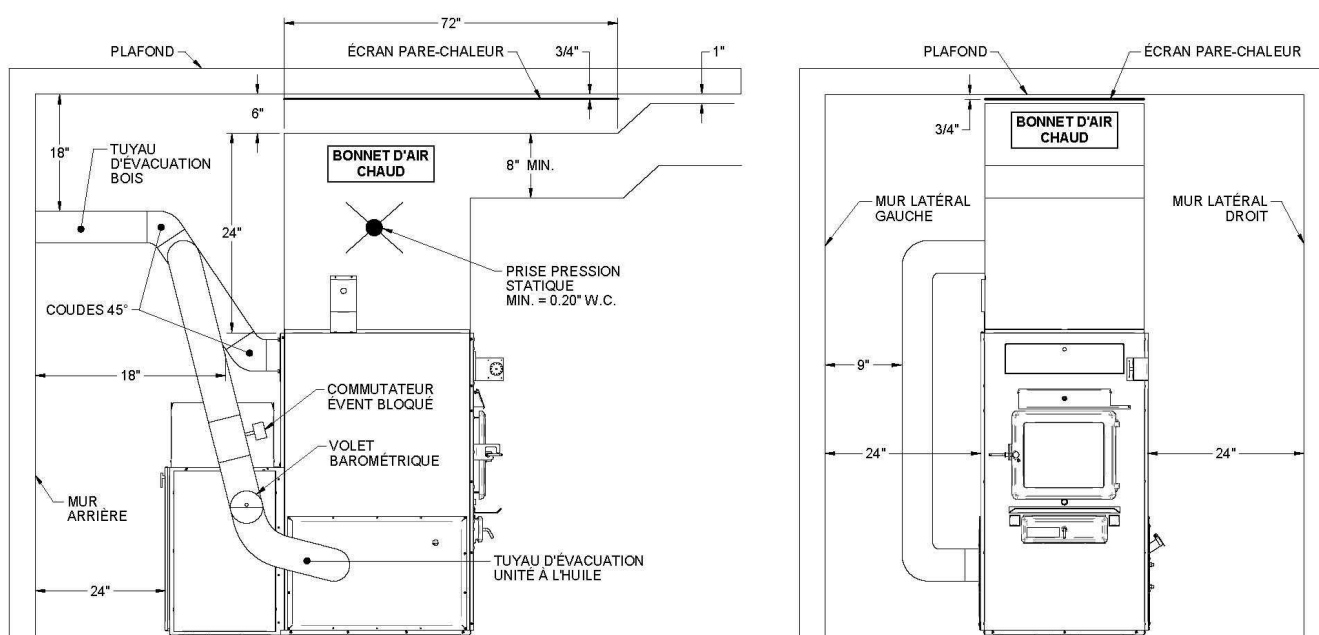 72"
PLAFOND
ÉCRAN PARE-CHALEUR
3/4"
1"
6"
18"
TUYAU
D'ÉVACUATION
BOIS
BONNET D'AIR
CHAUD
8" MIN.
24"
PRISE PRESSION
STATIQUE
MIN. = 0.20" W.C.
COUDES 45°
18"
COMMUTATEUR
ÉVENT BLOQUÉ
VOLET
BAROMÉTRIQUE
MUR
ARRIÈRE
TUYAU D'ÉVACUATION
UNITÉ À L'HUILE
24"
PLAFOND
ÉCRAN PARE-CHALEUR
3/4"
BONNET D'AIR
CHAUD
MUR LATÉRAL
GAUCHE
MUR LATÉRAL
DROIT
9"
24"
24"